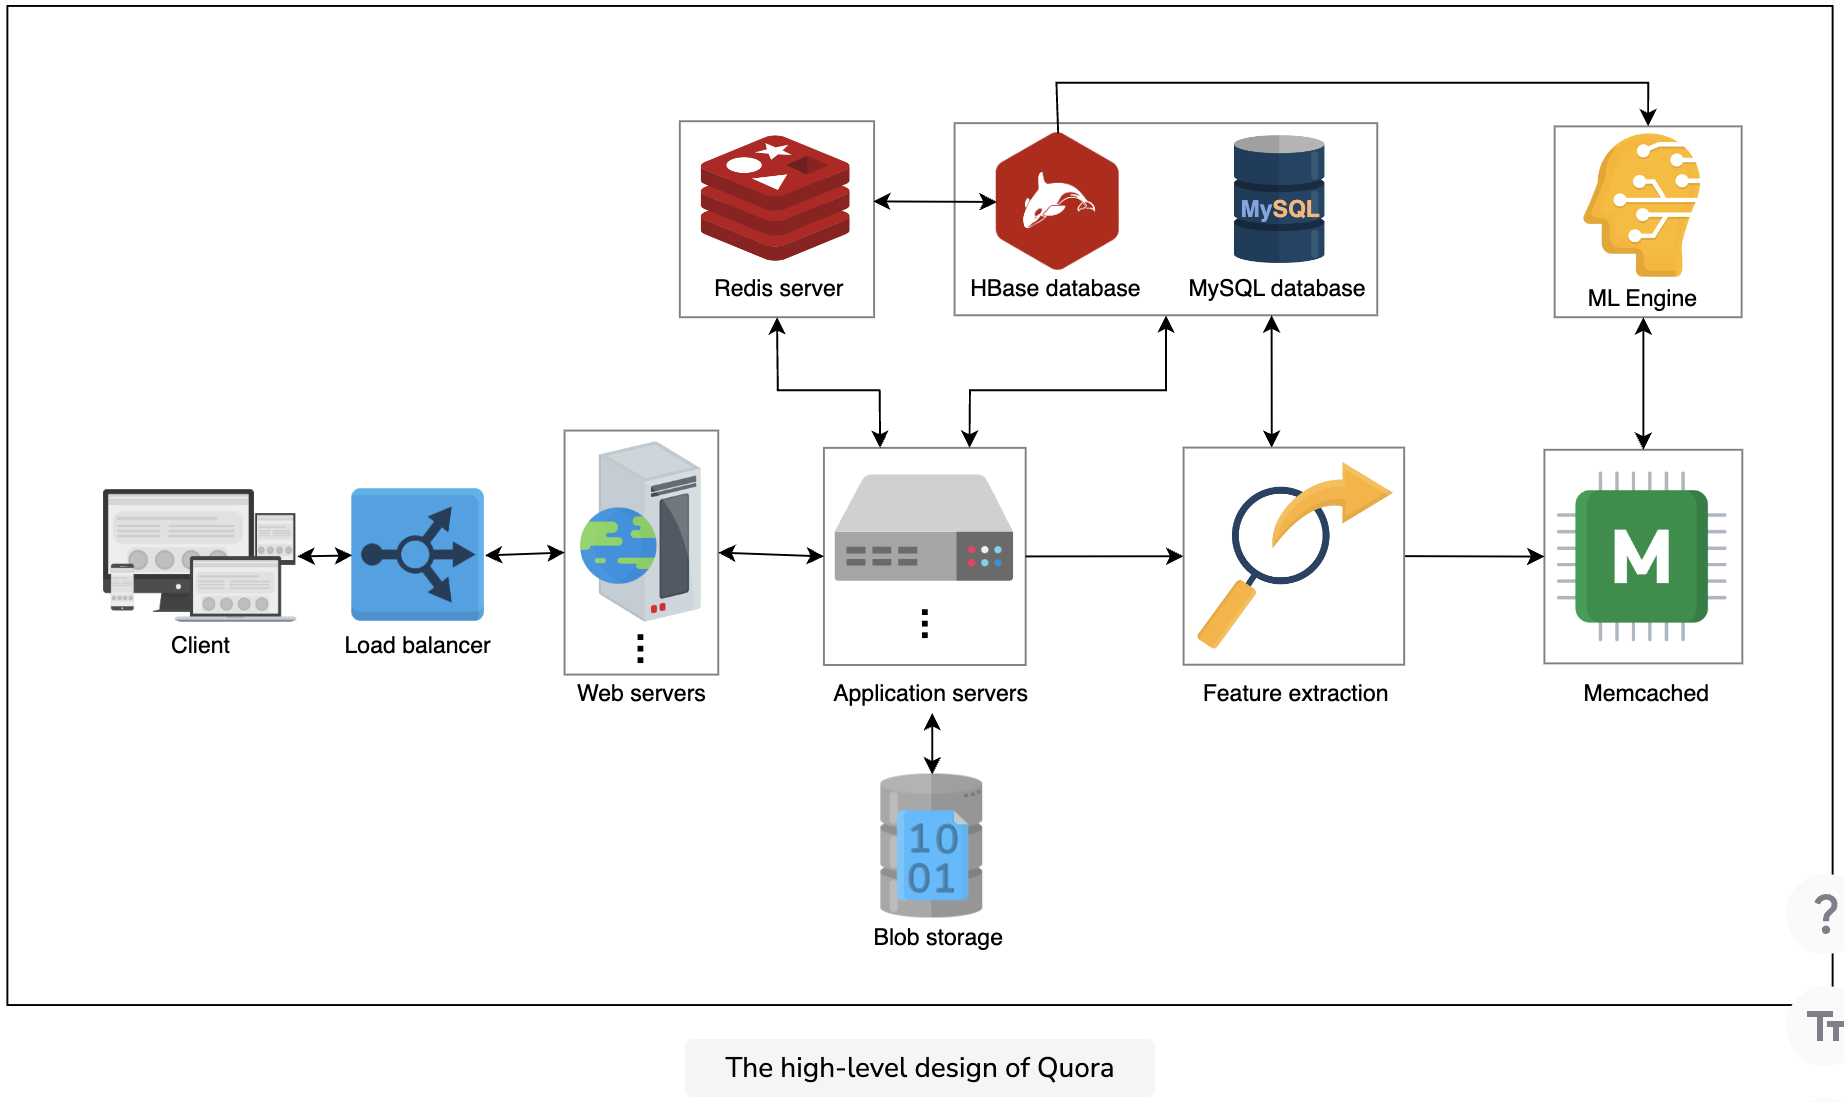 MySQL
Redis server
HBase database
MySQL database
ML Engine
M
Client
Load balancer
Web servers
Application servers
Feature extraction
Memcached
10
01
Blob storage
?
TT
The high-level design of Quora